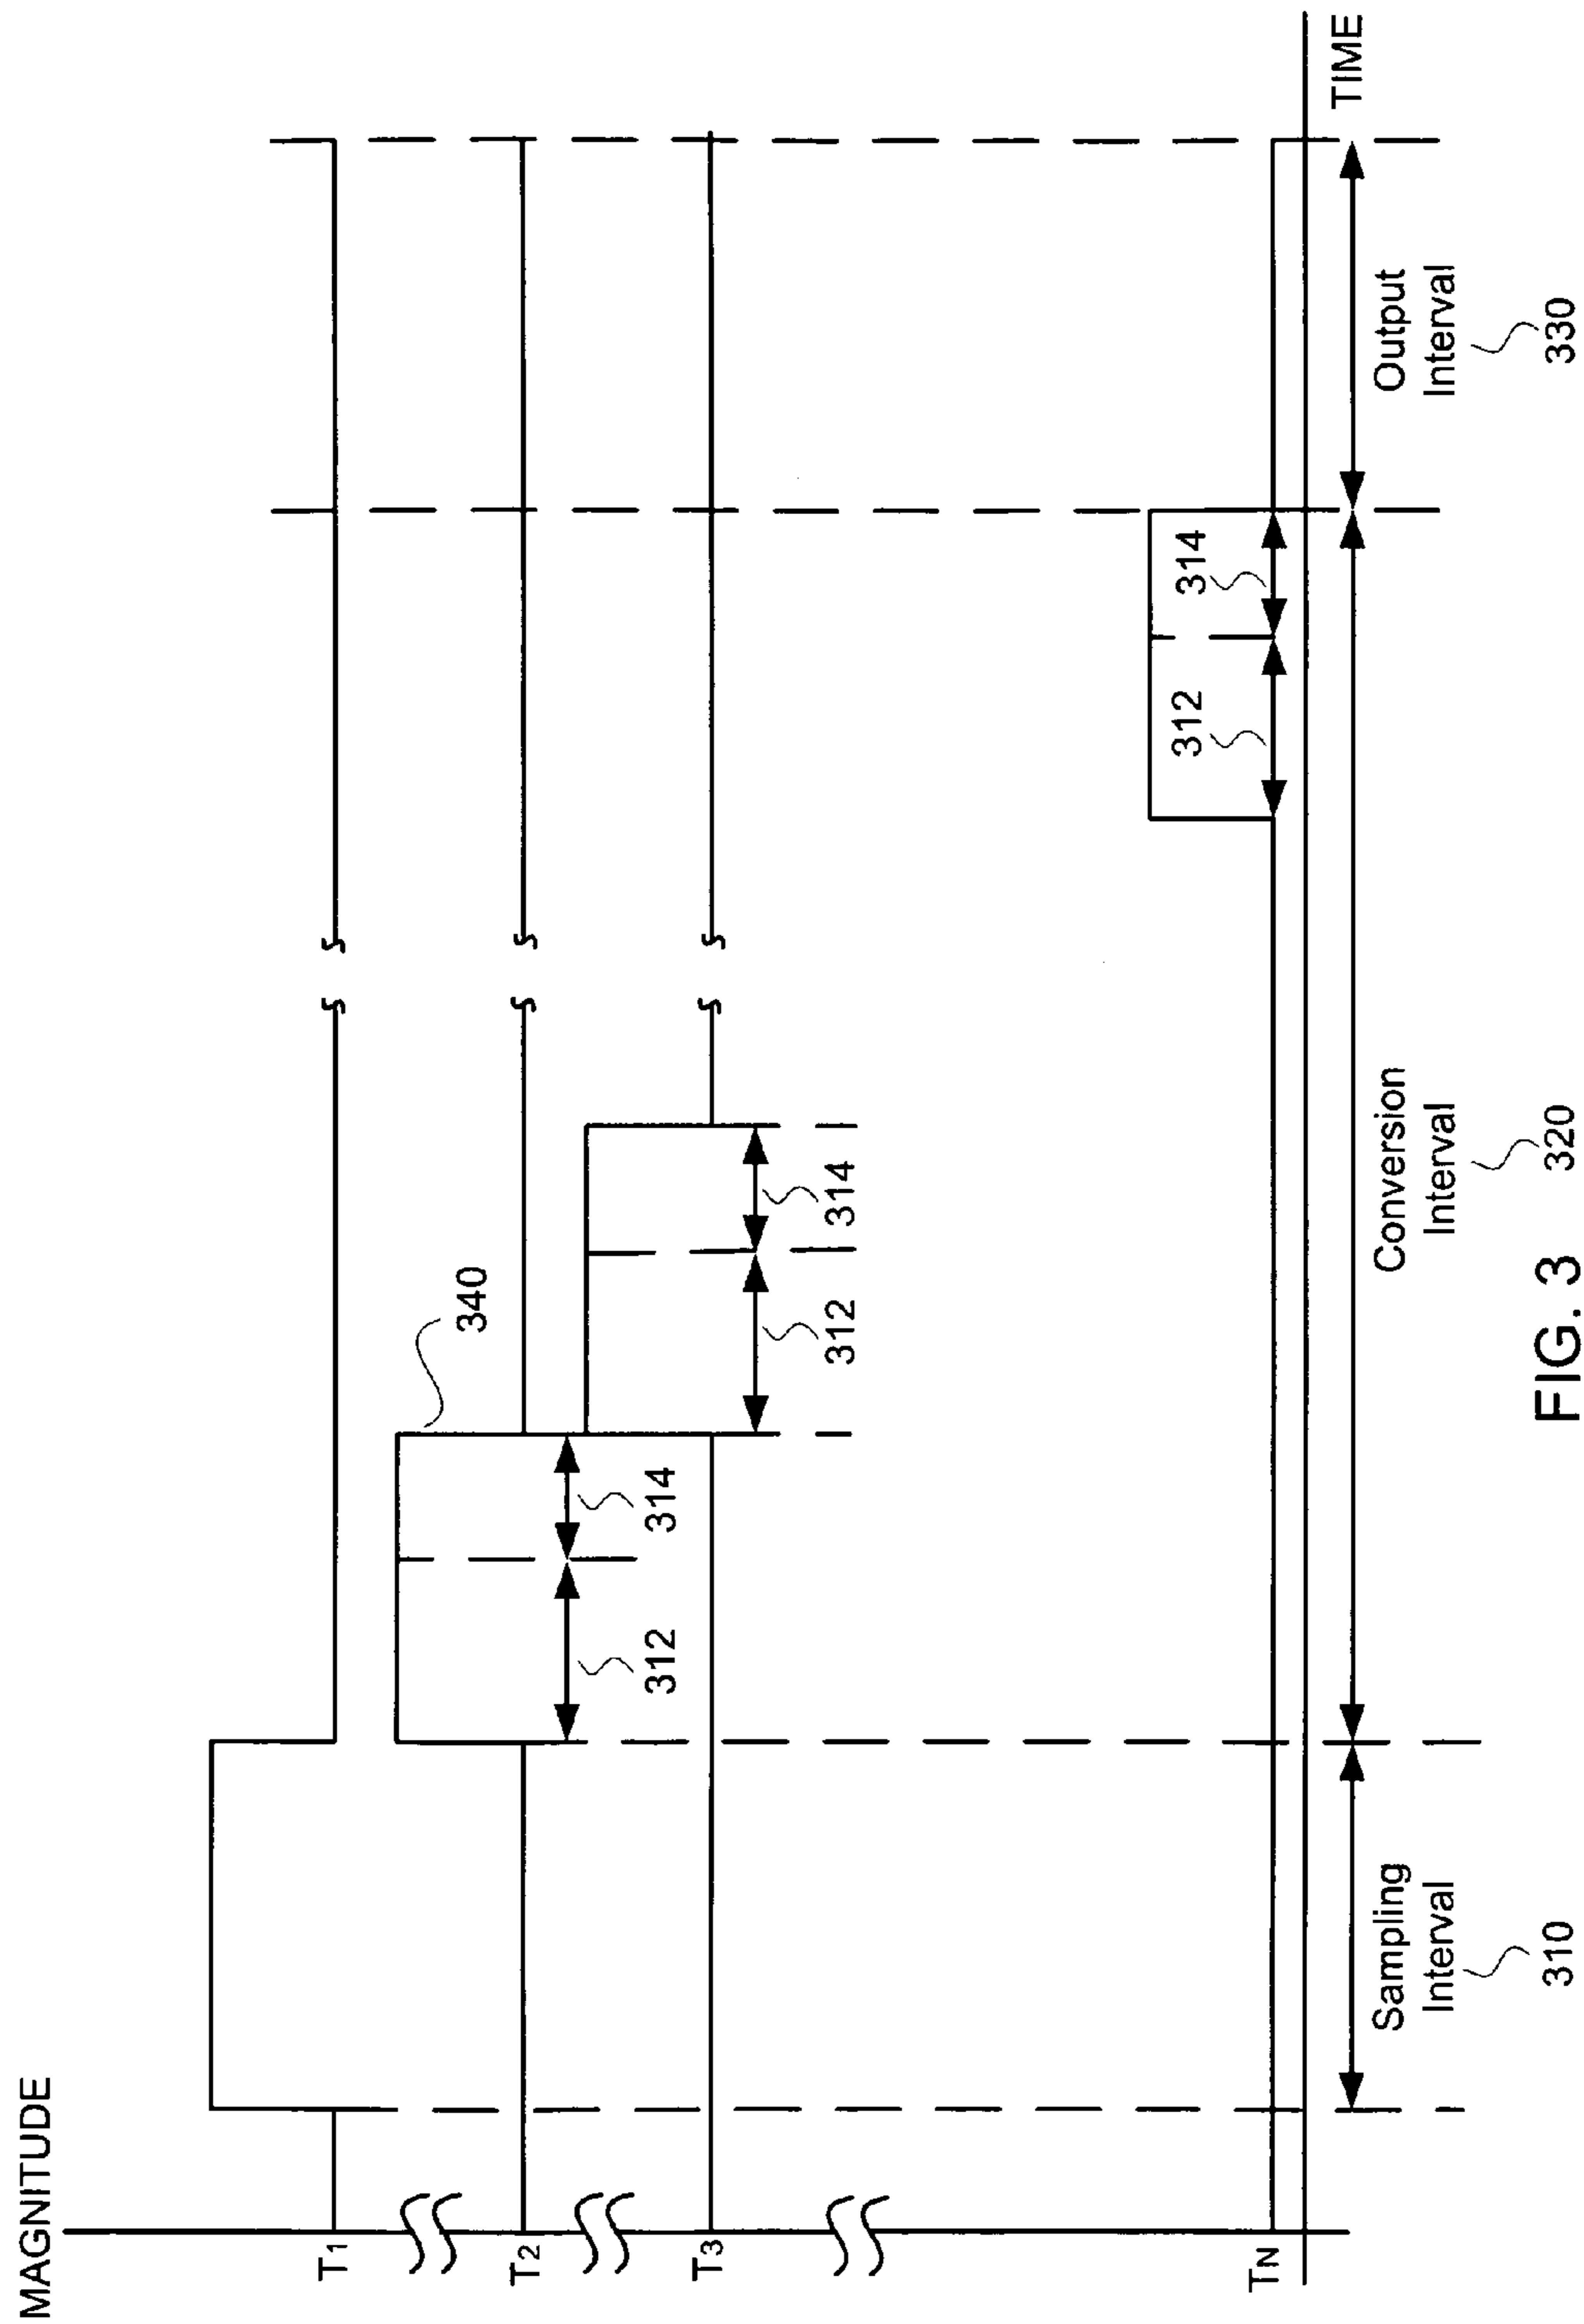 MAGNITUDE
T1
T2
340
312
314
T3
312
314
312
314
TN
TIME
Sampling
Interval
310
Conversion
Interval
320
Output
Interval
330
FIG. 3